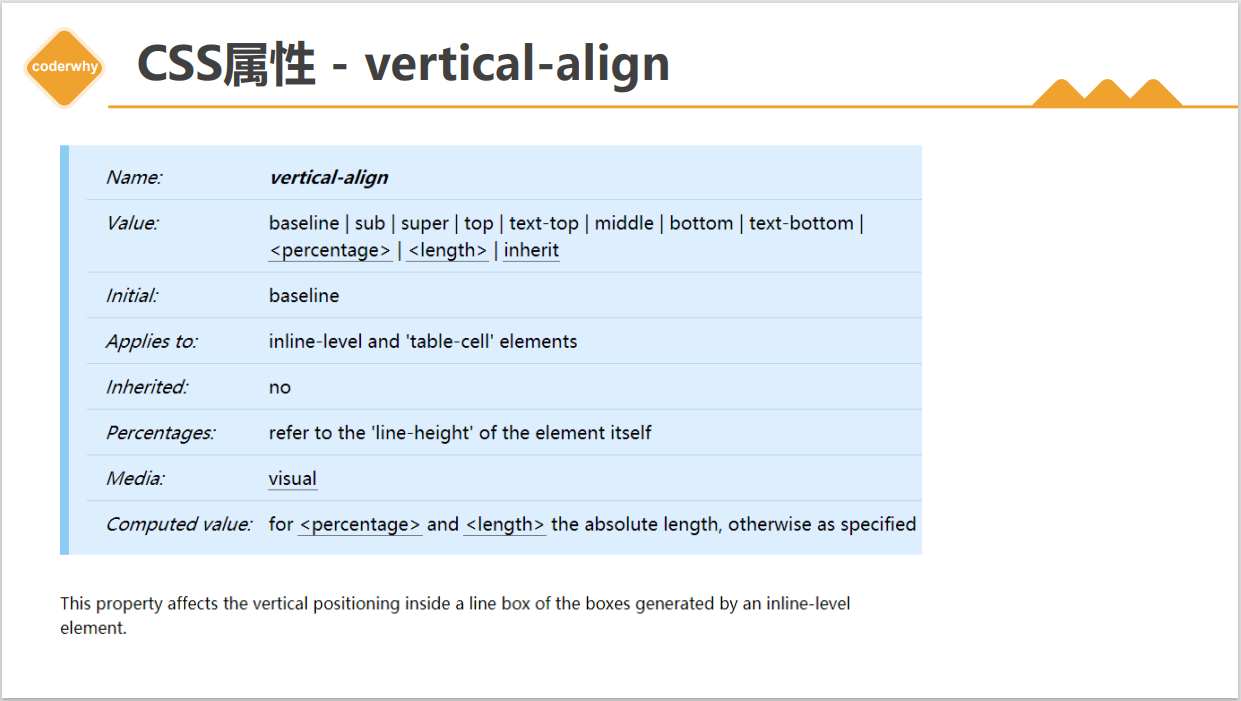 coderwhy
CSS属性 - vertical-align
Name: vertical-align
Value: baseline | sub | super | top | text-top | middle | bottom | text-bottom |
<percentage> | <length> | inherit
Initial: baseline
Applies to: inline-level and 'table-cell' elements
Inherited: no
Percentages: refer to the 'line-height' of the element itself
Media: visual
Computed value: for <percentage> and <length> the absolute length, otherwise as specified
This property affects the vertical positioning inside a line box of the boxes generated by an inline-level
element.